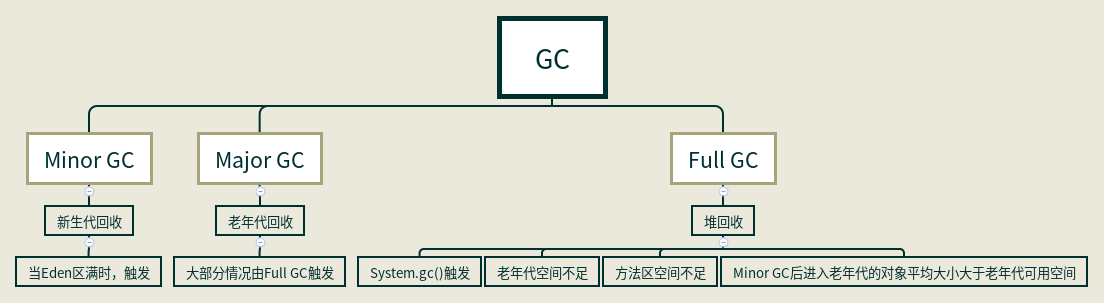 GC
Minor GC
Major GC
Full GC
新生代回收
老年代回收
堆回收
当Eden区满时，触发
大部分情况由Full GC触发
System.gc()触发
老年代空间不足
方法区空间不足
Minor GC后进入老年代的对象平均大小大于老年代可用空间